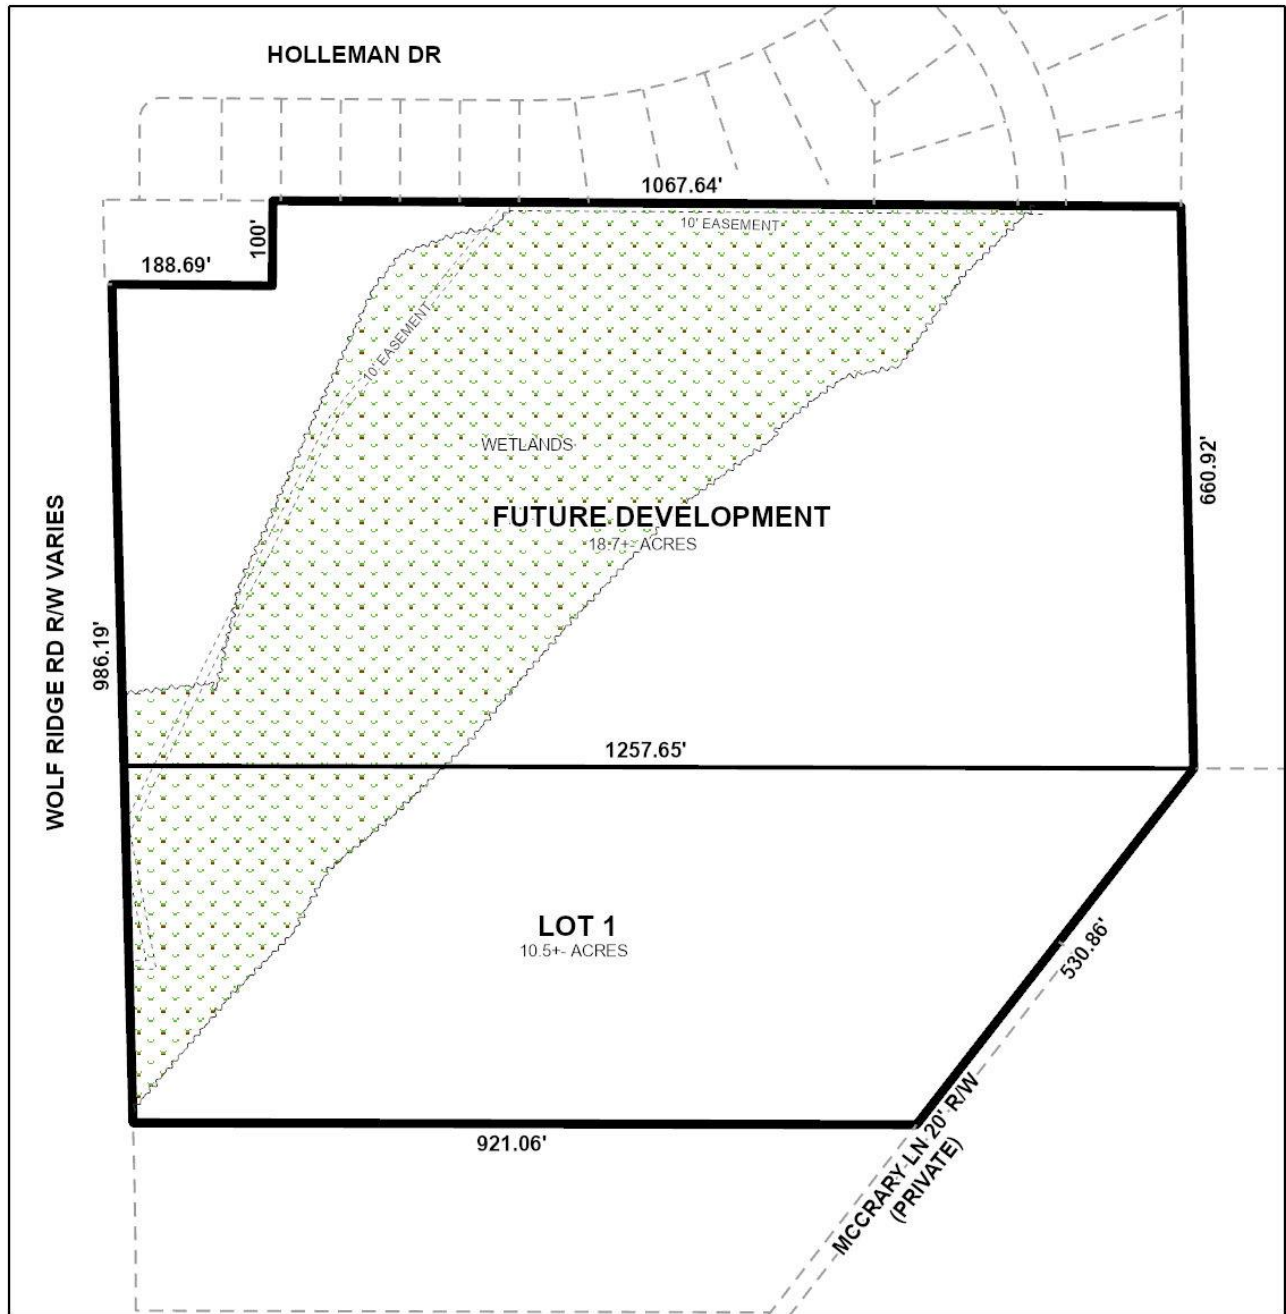 HOLLEMAN DR
1067.64'
100'
10' EASEMENT
188.69'
10' EASEMENT
WETLANDS
660.92'
FUTURE DEVELOPMENT
18.7+- ACRES
WOLF RIDGE RD R/W VARIES
986.19'
1257.65'
LOT 1
10.5+- ACRES
530.86'
921.06'
MCCRARY LN 20' R/W
(PRIVATE)